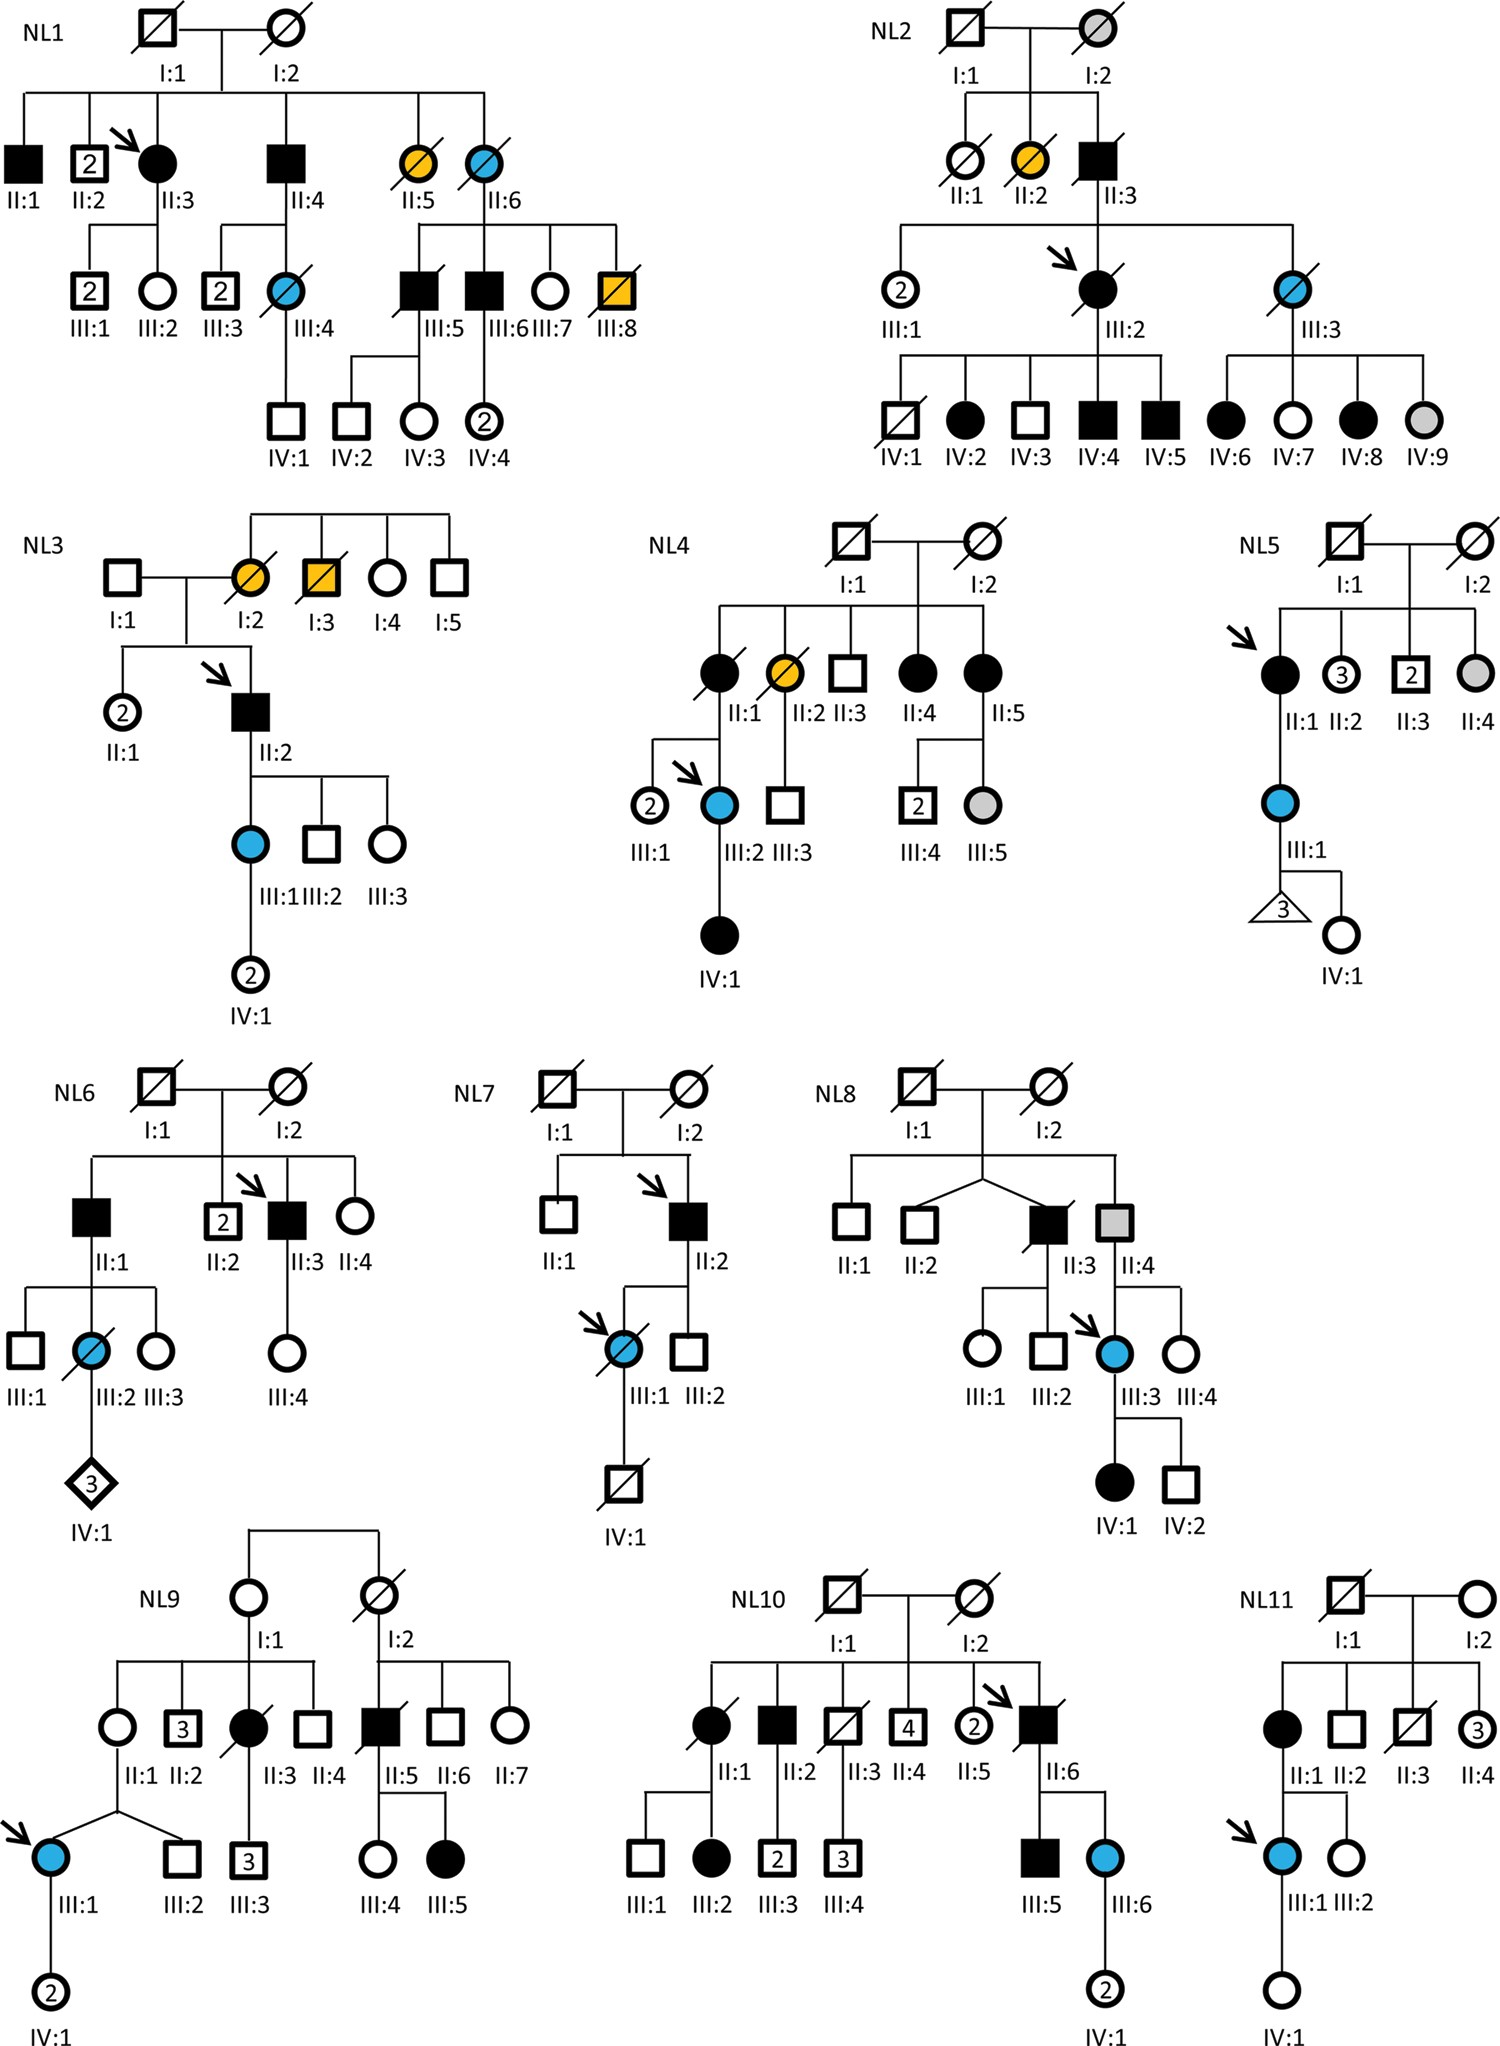 NL1
I:1 I:2
2
II:1 II:2 II:3 II:4 II:5 II:6
2 2
III:1 III:2 III:3 III:4 III:5 III:6 III:7 III:8
2
IV:1 IV:2 IV:3 IV:4
NL2
I:1 I:2
II:1 II:2 II:3
2
III:1 III:2 III:3
IV:1 IV:2 IV:3 IV:4 IV:5 IV:6 IV:7 IV:8 IV:9
NL3
I:1 I:2 I:3 I:4 I:5
2
II:1 II:2
III:1 III:2 III:3
2
IV:1
NL4
I:1 I:2
II:1 II:2 II:3 II:4 II:5
2 2
III:1 III:2 III:3 III:4 III:5
IV:1
NL5
I:1 I:2
3 2
II:1 II:2 II:3 II:4
III:1
3
IV:1
NL6
I:1 I:2
2
II:1 II:2 II:3 II:4
III:1 III:2 III:3 III:4
3
IV:1
NL7
I:1 I:2
II:1 II:2
III:1 III:2
IV:1
NL8
I:1 I:2
II:1 II:2 II:3 II:4
III:1 III:2 III:3 III:4
IV:1 IV:2
NL9
I:1 I:2
3
II:1 II:2 II:3 II:4 II:5 II:6 II:7
3
III:1 III:2 III:3 III:4 III:5
2
IV:1
NL10
I:1 I:2
4 2
II:1 II:2 II:3 II:4 II:5 II:6
2 3
III:1 III:2 III:3 III:4 III:5 III:6
2
IV:1
NL11
I:1 I:2
3
II:1 II:2 II:3 II:4
III:1 III:2
IV:1